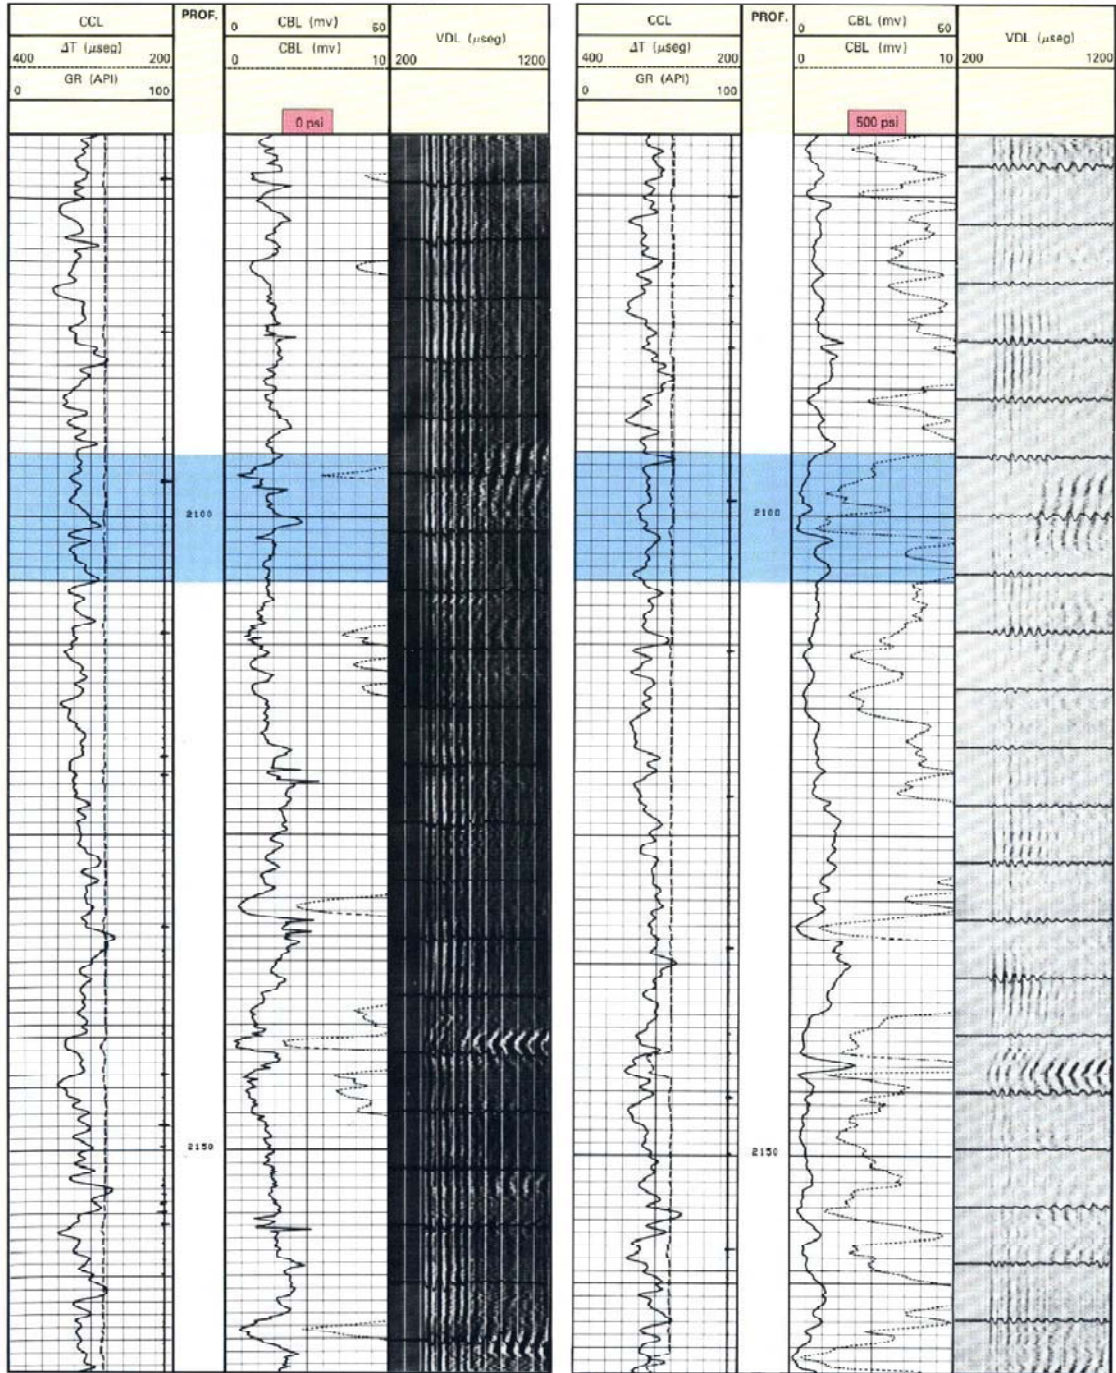 CCL
ΔT (μseg)
400 200
GR (API)
0 100
PROF.
CBL (mv)
0 50
CBL (mv)
0 10
0 psi
VDL (μseg)
200 1200
2100
2150
CCL
ΔT (μseg)
400 200
GR (API)
0 100
PROF.
CBL (mv)
0 50
CBL (mv)
0 10
500 psi
VDL (μseg)
200 1200
2100
2150